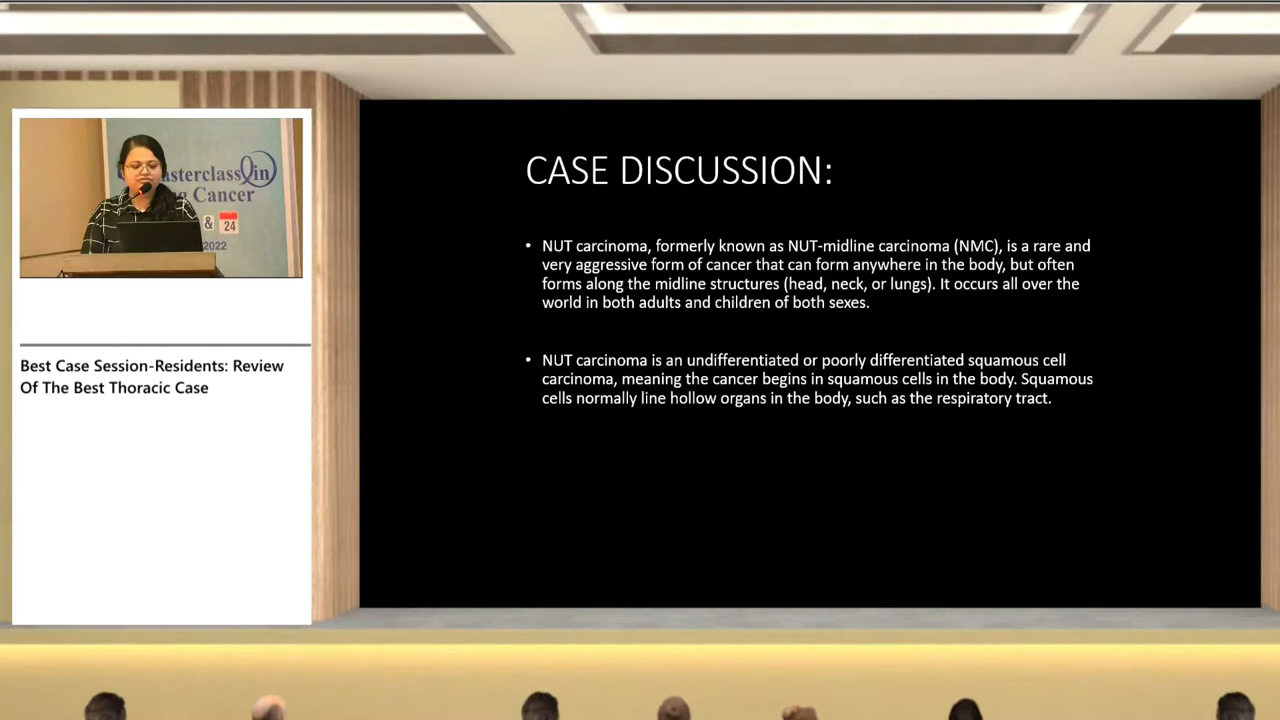 asterclass in
Cancer
& 24
2022
Best Case Session-Residents: Review
Of The Best Thoracic Case
CASE DISCUSSION:
• NUT carcinoma, formerly known as NUT-midline carcinoma (NMC), is a rare and
very aggressive form of cancer that can form anywhere in the body, but often
forms along the midline structures (head, neck, or lungs). It occurs all over the
world in both adults and children of both sexes.
• NUT carcinoma is an undifferentiated or poorly differentiated squamous cell
carcinoma, meaning the cancer begins in squamous cells in the body. Squamous
cells normally line hollow organs in the body, such as the respiratory tract.